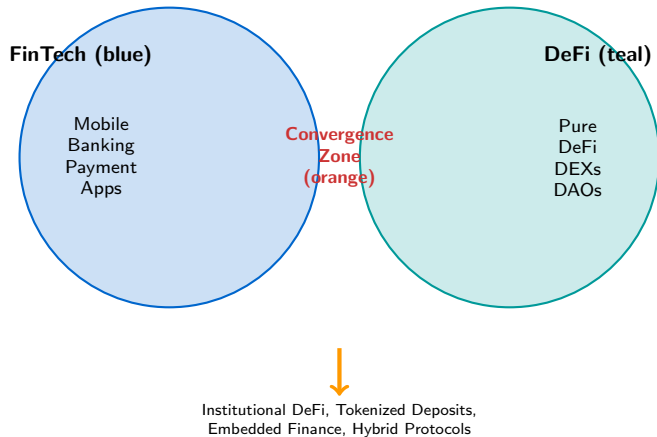 FinTech (blue)
DeFi (teal)
Mobile
Banking
Payment
Apps
Convergence
Zone
(orange)
Pure
DeFi
DEXs
DAOs
Institutional DeFi, Tokenized Deposits,
Embedded Finance, Hybrid Protocols